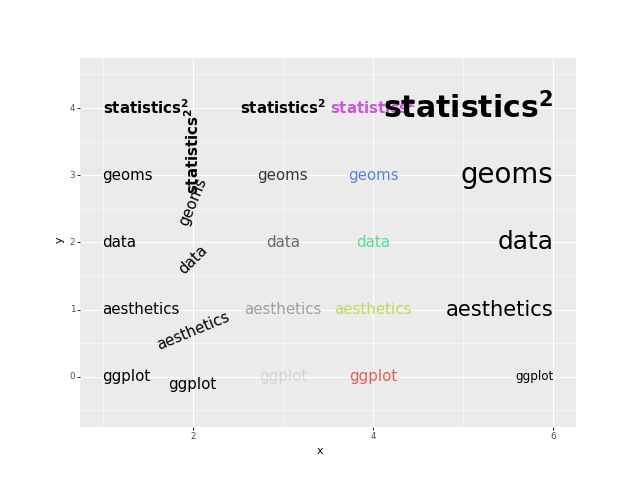 4 statistics² statistics² statistics² statistics² statistics²
3 geoms geoms geoms geoms geoms
2 data data data data data
1 aesthetics aesthetics aesthetics aesthetics aesthetics
0 ggplot ggplot ggplot ggplot ggplot
y
2 4 6
x